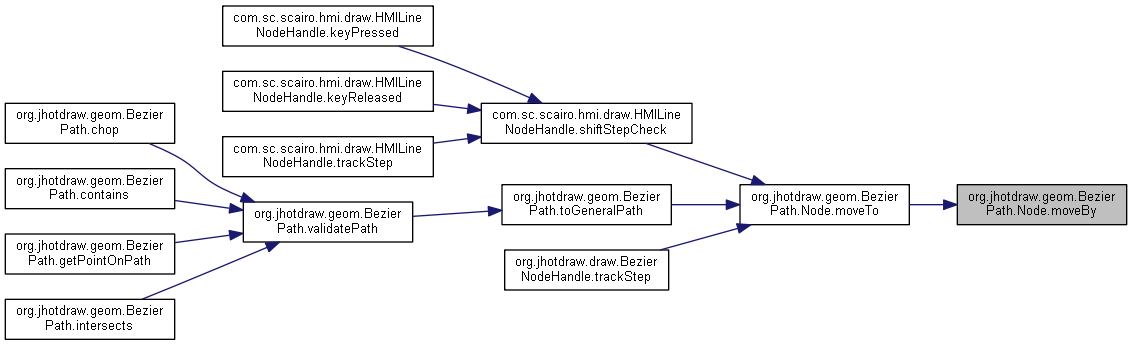 com.sc.scairo.hmi.draw.HMILine
NodeHandle.keyPressed
com.sc.scairo.hmi.draw.HMILine
NodeHandle.keyReleased
org.jhotdraw.geom.Bezier
Path.chop
com.sc.scairo.hmi.draw.HMILine
NodeHandle.shiftStepCheck
com.sc.scairo.hmi.draw.HMILine
NodeHandle.trackStep
org.jhotdraw.geom.Bezier
Path.contains
org.jhotdraw.geom.Bezier
Path.validatePath
org.jhotdraw.geom.Bezier
Path.toGeneralPath
org.jhotdraw.geom.Bezier
Path.Node.moveTo
org.jhotdraw.geom.Bezier
Path.Node.moveBy
org.jhotdraw.geom.Bezier
Path.getPointOnPath
org.jhotdraw.draw.Bezier
NodeHandle.trackStep
org.jhotdraw.geom.Bezier
Path.intersects